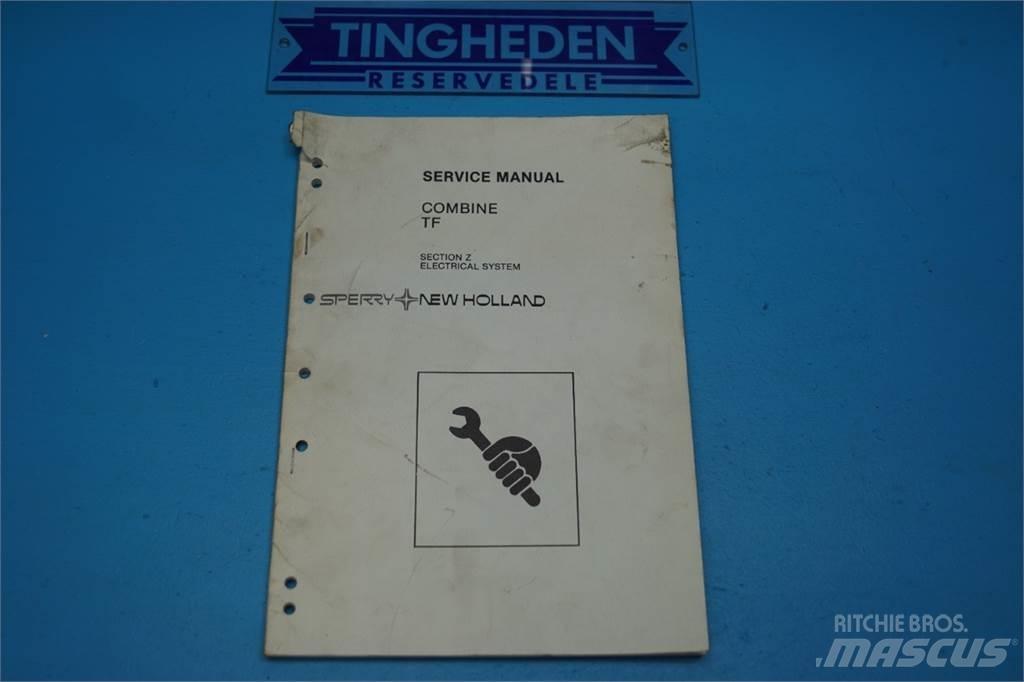 TINGHEDEN
RESERVEDELE
SERVICE MANUAL
COMBINE
TF
SECTION Z
ELECTRICAL SYSTEM
SPERRY NEW HOLLAND
RITCHIE BROS.
MASCUS